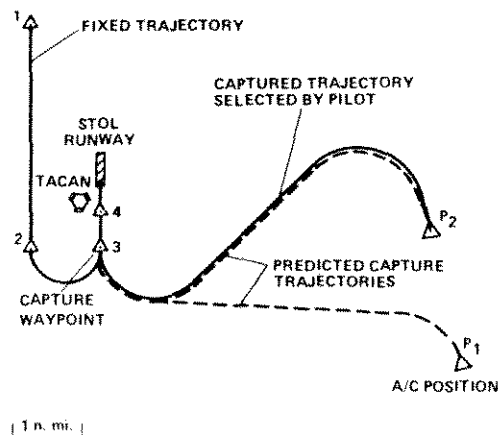 1
FIXED TRAJECTORY
CAPTURED TRAJECTORY
SELECTED BY PILOT
STOL
RUNWAY
TACAN
4
P2
2
3
PREDICTED CAPTURE
TRAJECTORIES
CAPTURE
WAYPOINT
P1
A/C POSITION
1 n. mi.